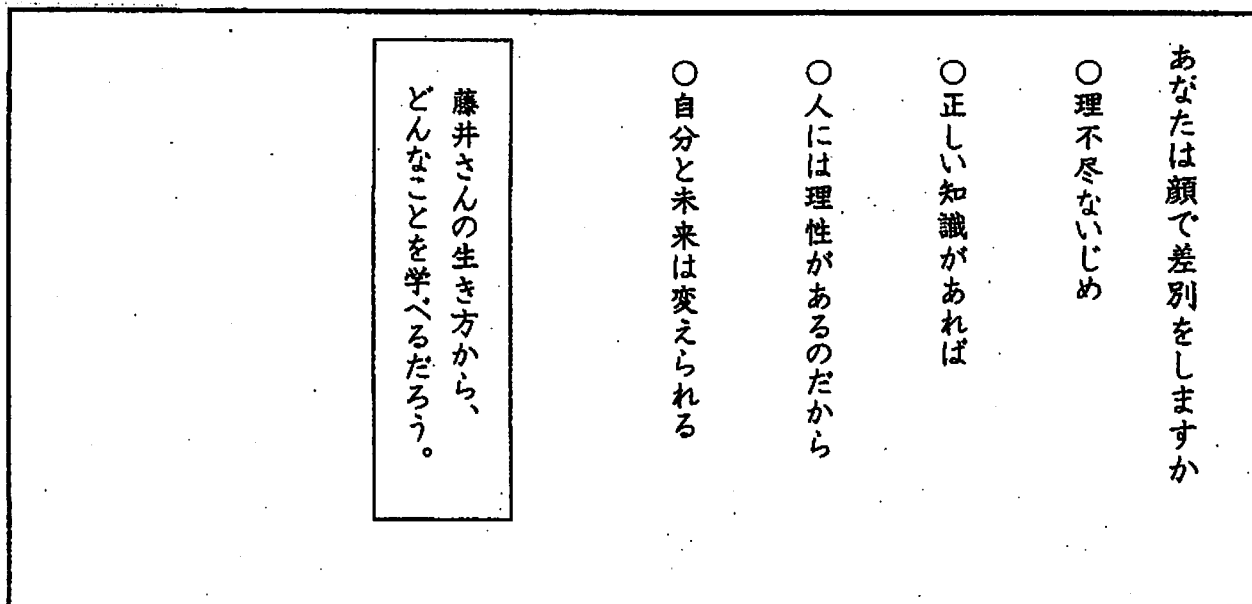 あなたは顔で差別をしますか
○理不尽ないじめ
○正しい知識があれば
○人には理性があるのだから
○自分と未来は変えられる
藤井さんの生き方から、
どんなことを学べるだろう。